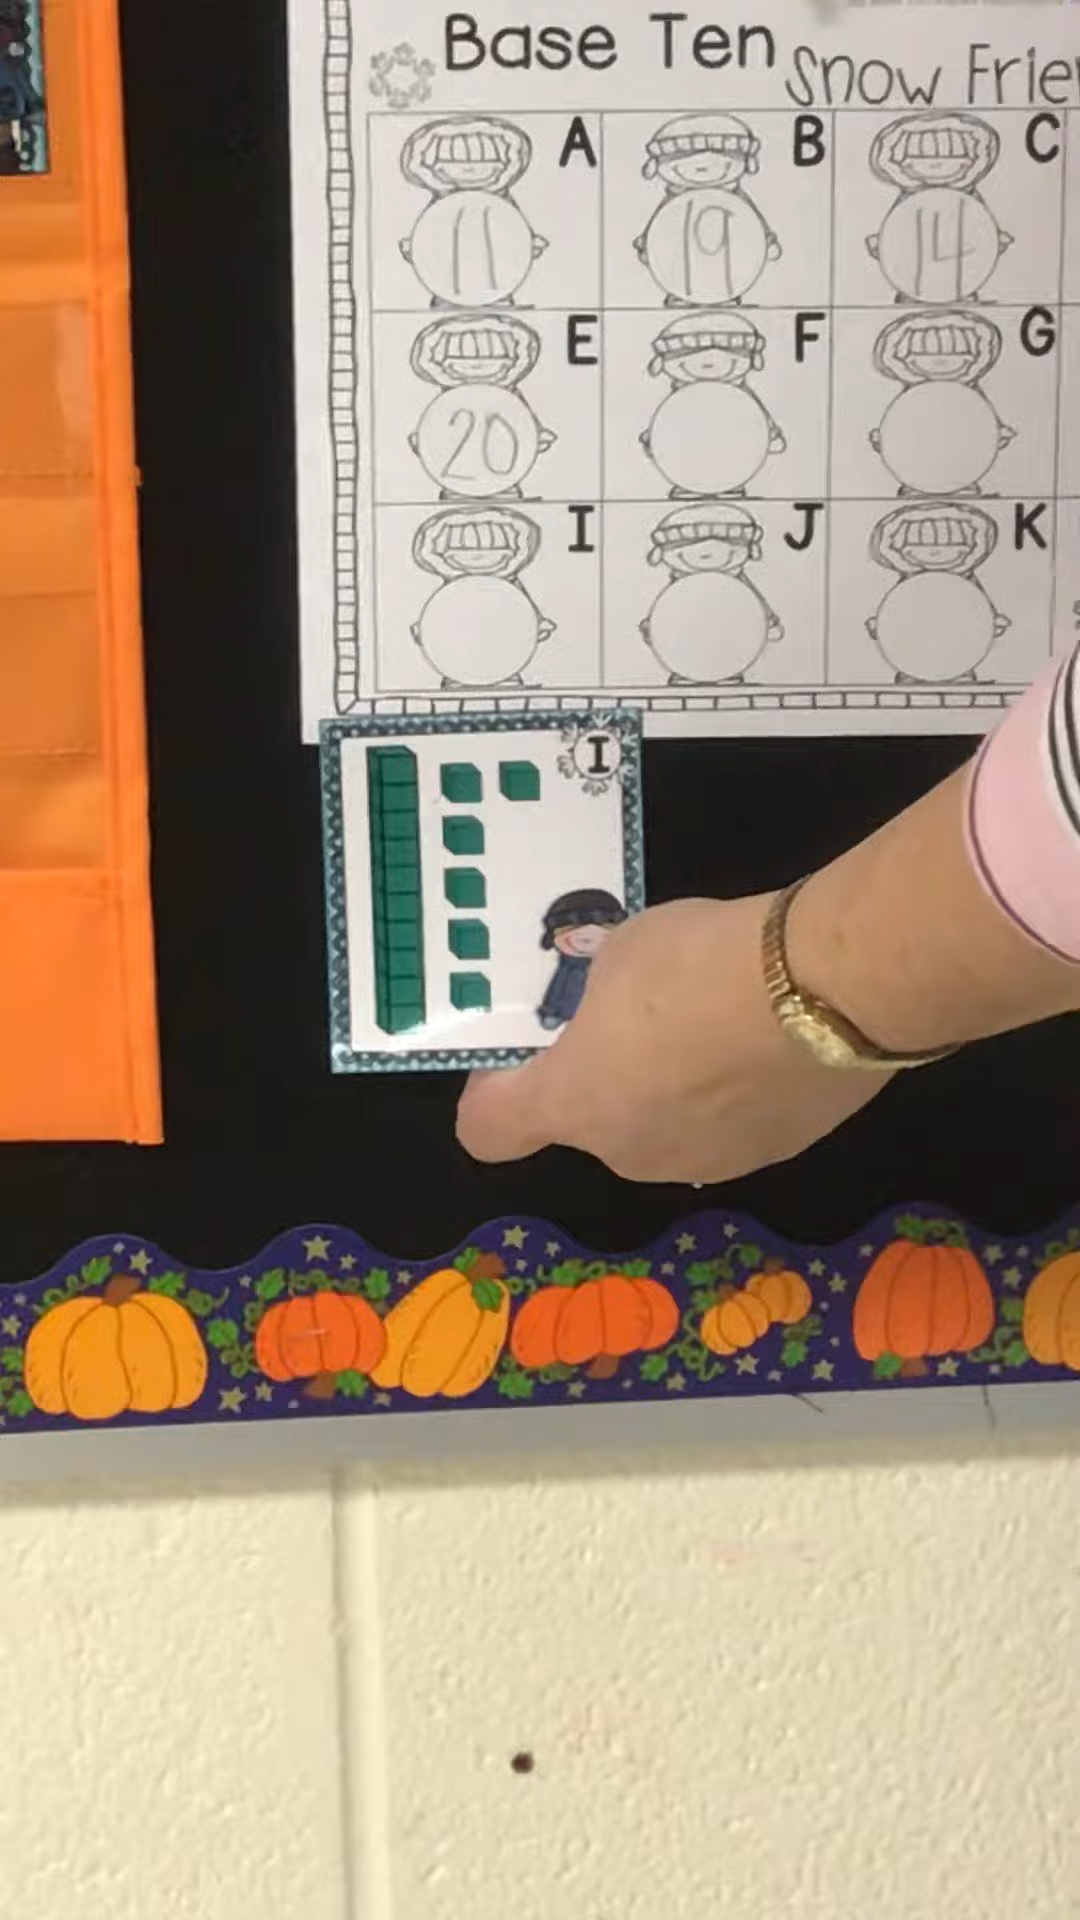 Base Ten
Snow Frie
A B C
11 19 14
E F G
20
I J K
I